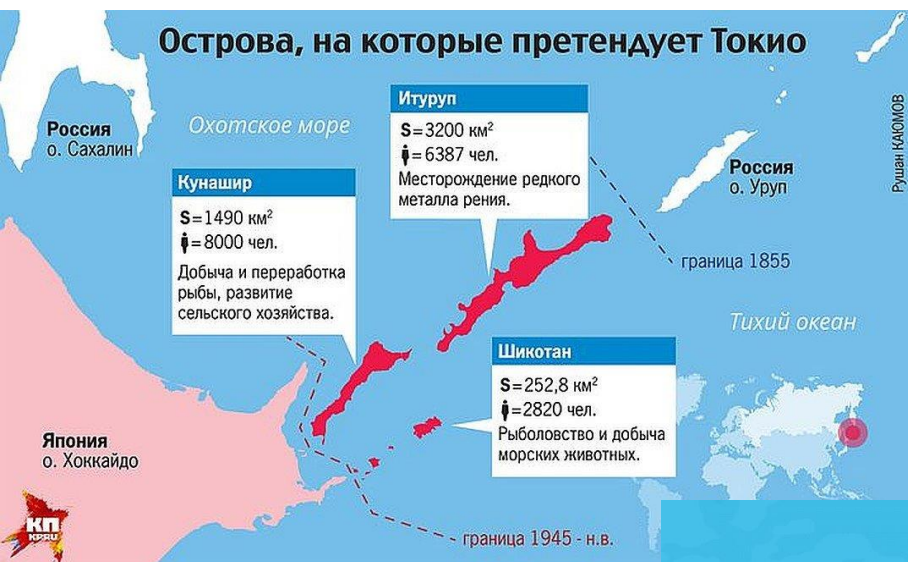 Острова, на которые претендует Токио
Россия
о. Сахалин
Охотское море
Итуруп
S=3200 км²
=6387 чел.
Месторождение редкого
металла рения.
Россия
о. Уруп
Рушан КАЮМОВ
Кунашир
S=1490 км²
=8000 чел.
Добыча и переработка
рыбы, развитие
сельского хозяйства.
граница 1855
Тихий океан
Шикотан
S=252,8 км²
=2820 чел.
Рыболовство и добыча
морских животных.
Япония
о. Хоккайдо
граница 1945 - н.в.
КП
KP.RU